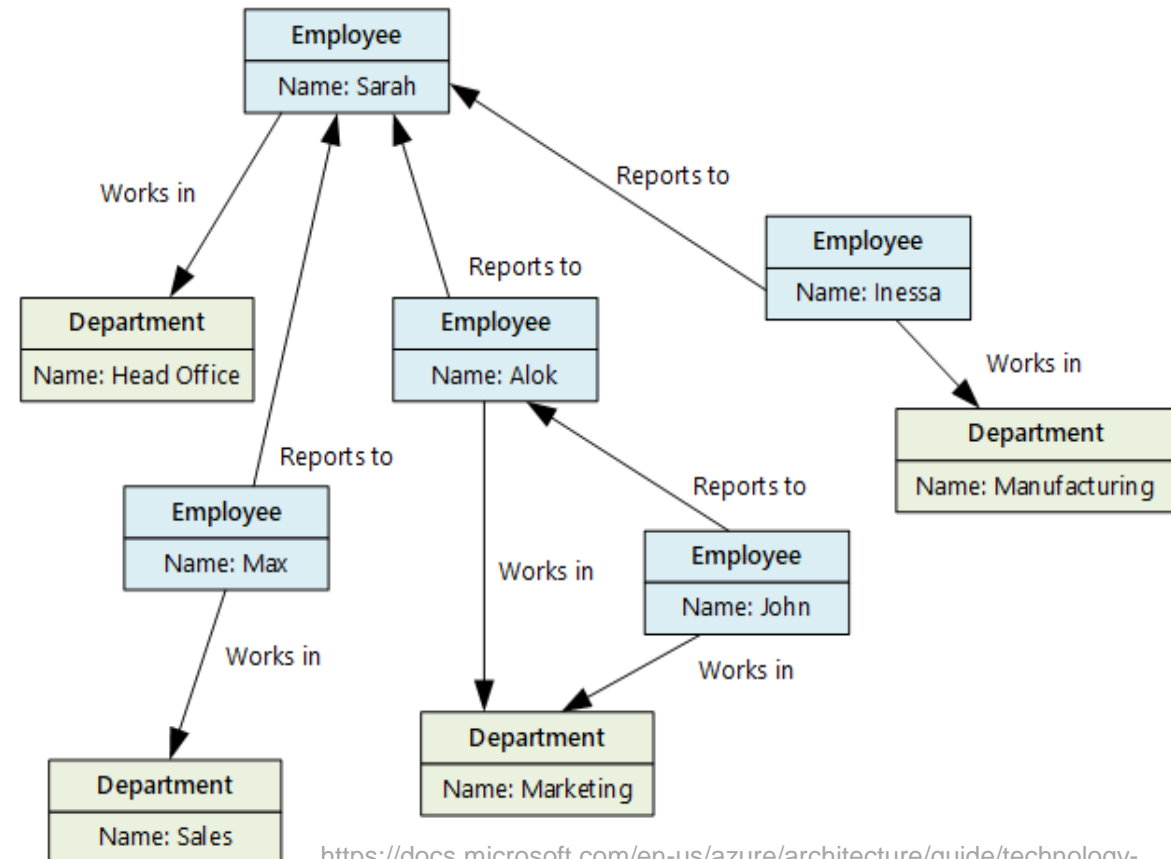 Employee
Name: Sarah
Works in
Reports to
Reports to
Employee
Name: Inessa
Department
Name: Head Office
Employee
Name: Alok
Works in
Department
Name: Manufacturing
Reports to
Employee
Name: Max
Reports to
Employee
Name: John
Works in
Works in
Works in
Department
Name: Marketing
Department
Name: Sales
https://docs.microsoft.com/en-us/azure/architecture/guide/technology-